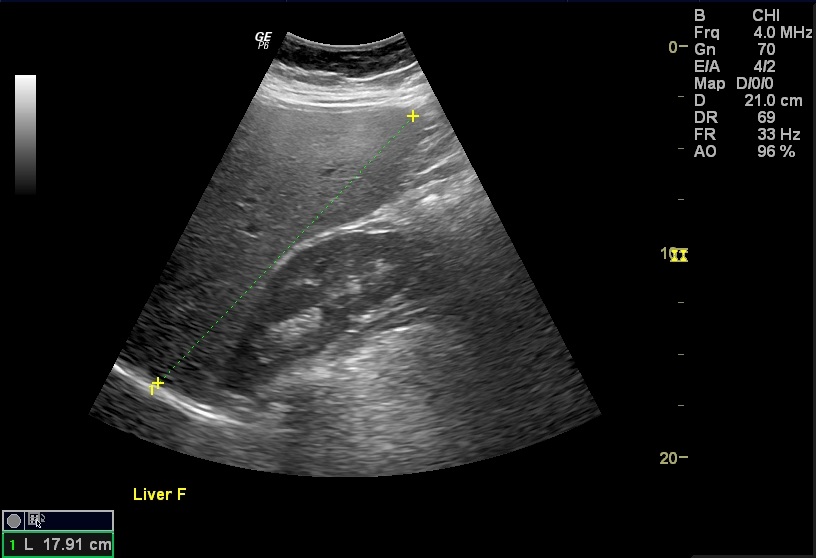 GE
P6
B CHI
Frq 4.0 MHz
Gn 70
E/A 4/2
Map D/0/0
D 21.0 cm
DR 69
FR 33 Hz
AO 96 %
0
20
Liver F
1 L 17.91 cm